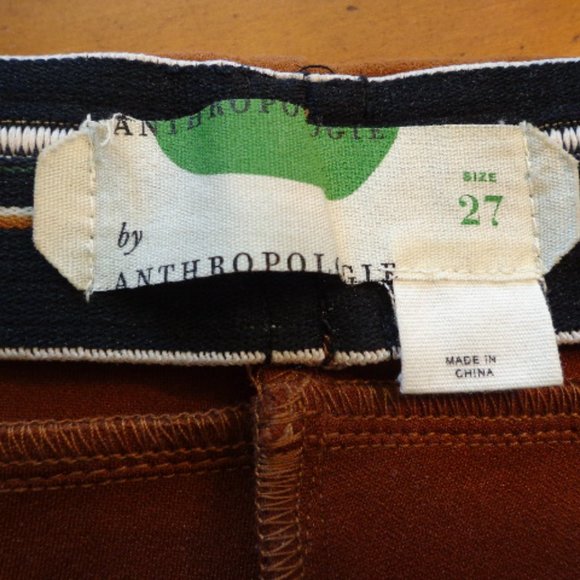 ANTHROPOLOGIE
SIZE
27
by
ANTHROPOLOGIE
MADE IN
CHINA